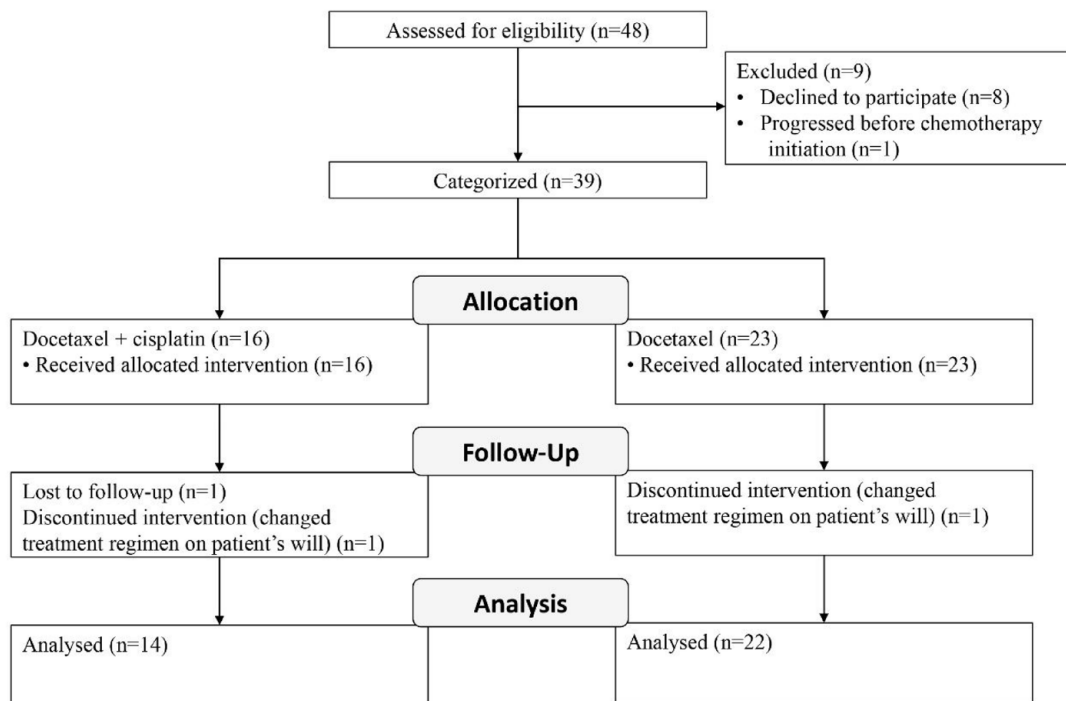 Assessed for eligibility (n=48)
Excluded (n=9)
• Declined to participate (n=8)
• Progressed before chemotherapy
initiation (n=1)
Categorized (n=39)
Allocation
Docetaxel + cisplatin (n=16)
• Received allocated intervention (n=16)
Docetaxel (n=23)
• Received allocated intervention (n=23)
Follow-Up
Lost to follow-up (n=1)
Discontinued intervention (changed
treatment regimen on patient’s will) (n=1)
Discontinued intervention (changed
treatment regimen on patient’s will) (n=1)
Analysis
Analysed (n=14)
Analysed (n=22)